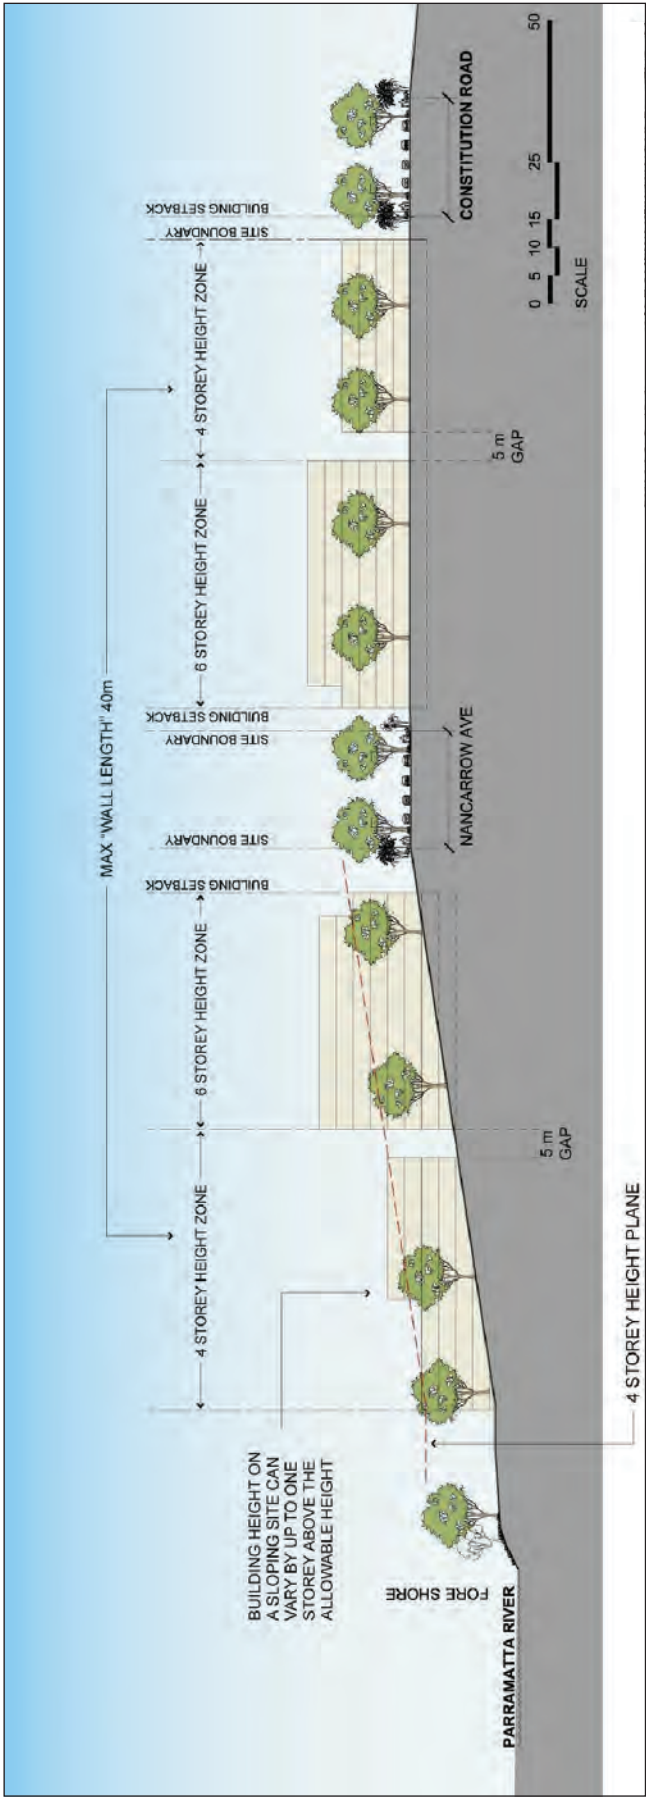 MAX "WALL LENGTH" 40m
4 STOREY HEIGHT ZONE
6 STOREY HEIGHT ZONE
6 STOREY HEIGHT ZONE
4 STOREY HEIGHT ZONE
BUILDING SETBACK
SITE BOUNDARY
SITE BOUNDARY
BUILDING SETBACK
SITE BOUNDARY
BUILDING SETBACK
BUILDING HEIGHT ON
A SLOPING SITE CAN
VARY BY UP TO ONE
STOREY ABOVE THE
ALLOWABLE HEIGHT
FORE SHORE
PARRAMATTA RIVER
5 m
GAP
NANCARROW AVE
5 m
GAP
CONSTITUTION ROAD
4 STOREY HEIGHT PLANE
0 5 10 15 25 50
SCALE